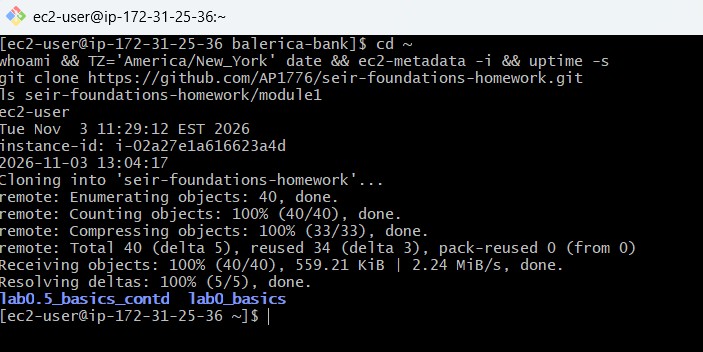 ec2-user@ip-172-31-25-36:~
[ec2-user@ip-172-31-25-36 balerica-bank]$ cd ~
whoami && TZ='America/New_York' date && ec2-metadata -i && uptime -s
git clone https://github.com/AP1776/seir-foundations-homework.git
ls seir-foundations-homework/module1
ec2-user
Tue Nov  3 11:29:12 EST 2026
instance-id: i-02a27e1a616623a4d
2026-11-03 13:04:17
Cloning into 'seir-foundations-homework'...
remote: Enumerating objects: 40, done.
remote: Counting objects: 100% (40/40), done.
remote: Compressing objects: 100% (33/33), done.
remote: Total 40 (delta 5), reused 34 (delta 3), pack-reused 0 (from 0)
Receiving objects: 100% (40/40), 559.21 KiB | 2.24 MiB/s, done.
Resolving deltas: 100% (5/5), done.
lab0.5_basics_contd  lab0_basics
[ec2-user@ip-172-31-25-36 ~]$